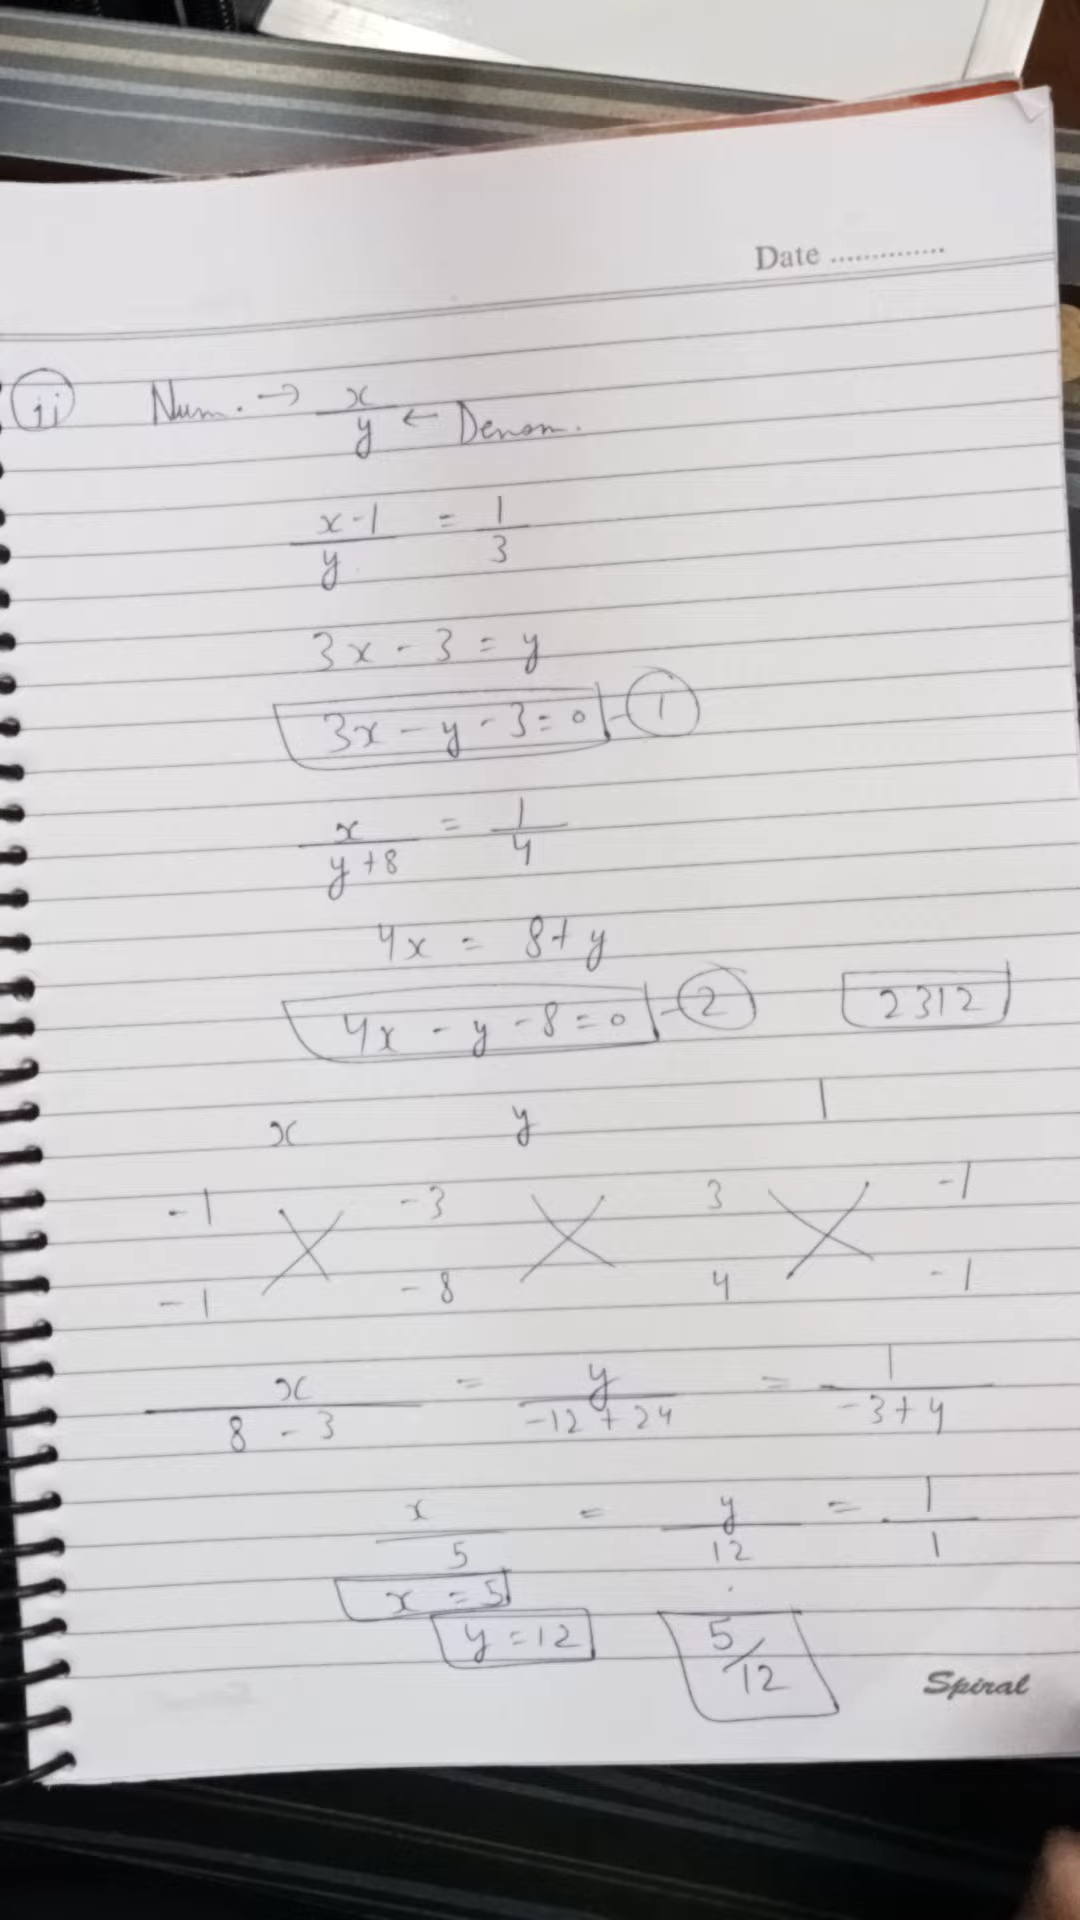 Date ..............
ii Num. → x/y ← Denom.
x-1/y = 1/3
3x - 3 = y
3x - y - 3 = 0 - 1
x/y+8 = 1/4
4x = 8+y
4x - y - 8 = 0 - 2 2312
x y 1
-1 -3 3 -1
-1 -8 4 -1
x/8-3 = y/-12+24 = 1/-3+4
x/5 = y/12 = 1/1
x = 5
y = 12 5/12
Spiral